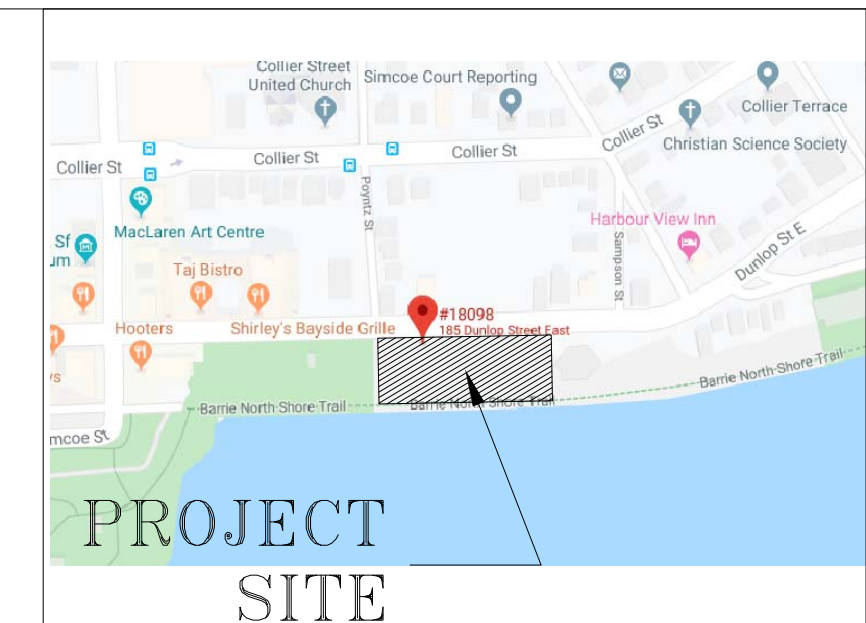 Collier Street
United Church
Simcoe Court Reporting
Collier Terrace
Collier St
Christian Science Society
Collier St
Collier St
Collier St
Poyntz St
MacLaren Art Centre
Harbour View Inn
Sf
um
Sampson St
Dunlop St E
Taj Bistro
#18098
185 Dunlop Street East
Hooters
Shirley's Bayside Grille
ys
Barrie North Shore Trail
Barrie North Shore Trail
Barrie North Shore Trail
mcoe St
PROJECT
SITE